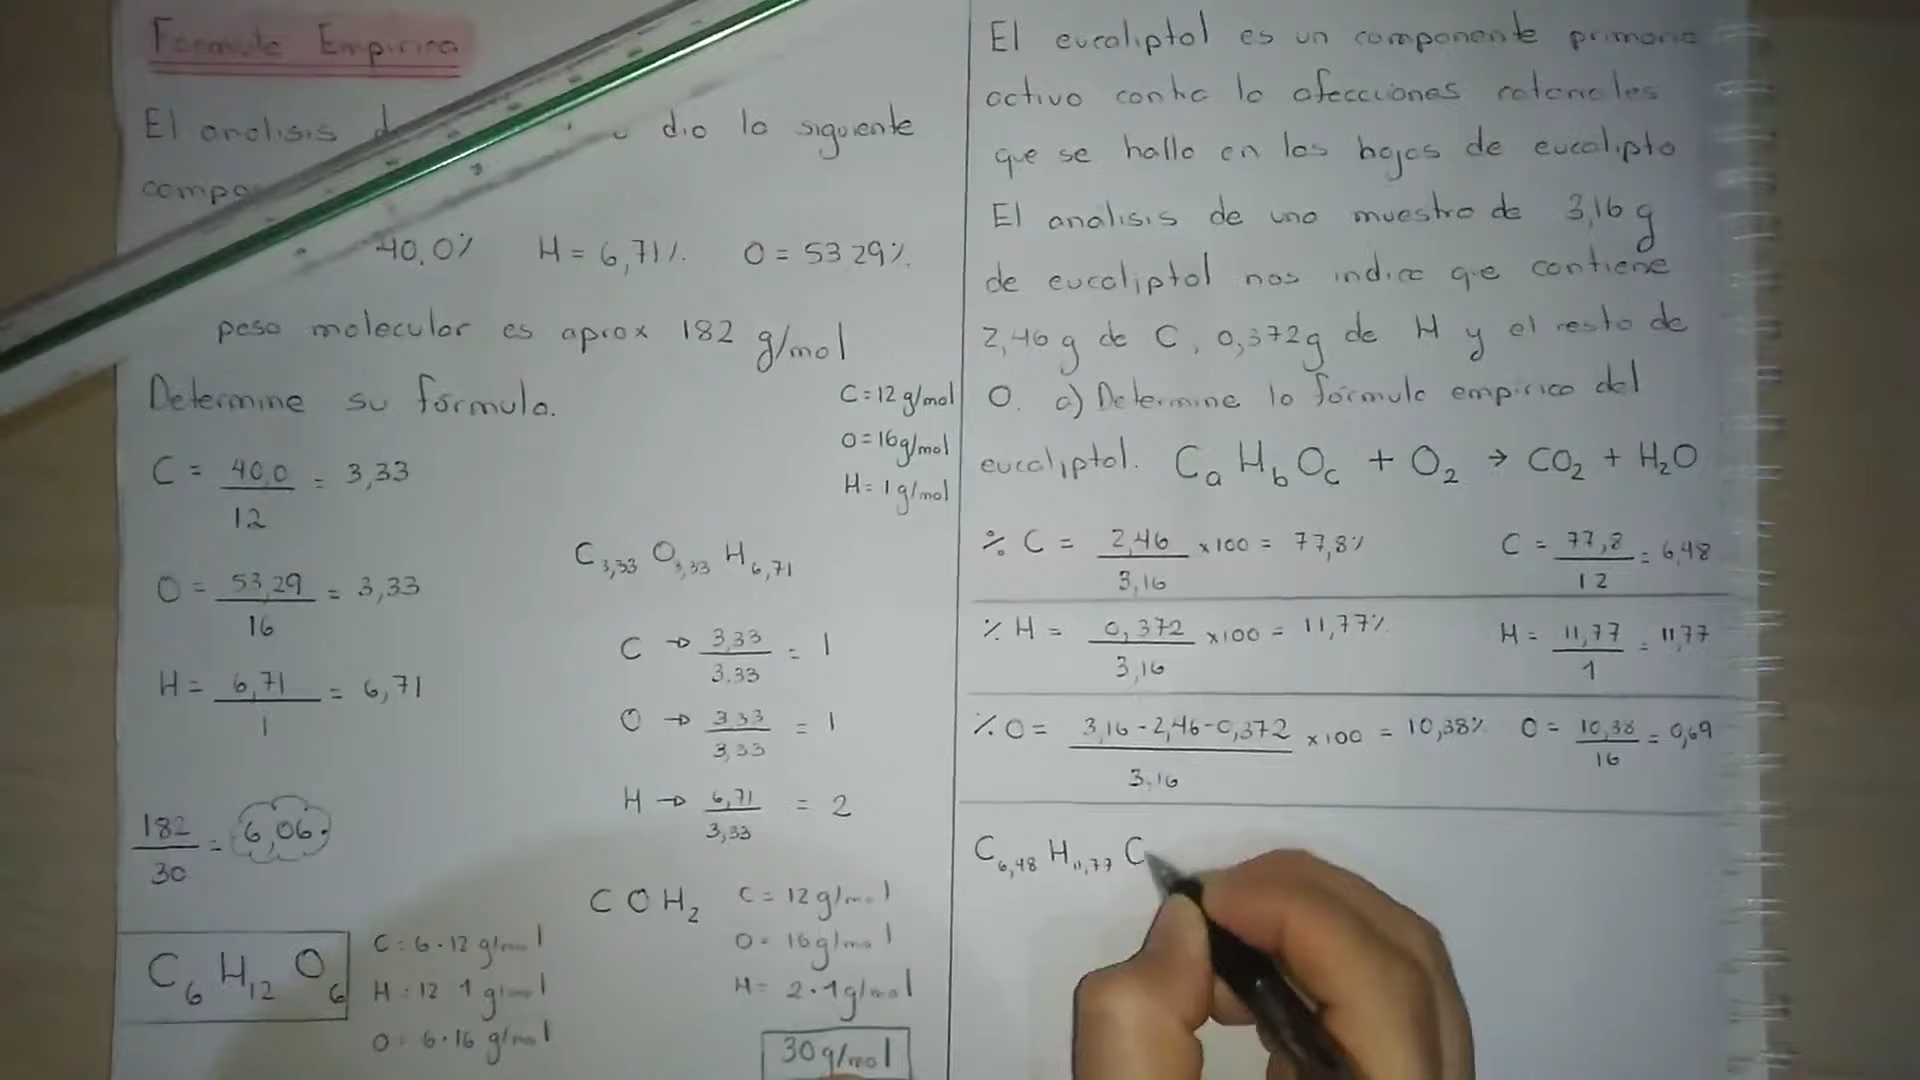 Formula Empirica
El analisis dio la siguiente
40,0% H = 6,71% O = 53.29%
peso molecular es aprox 182 g/mol
Determine su fórmula.
C = 12 g/mol
O = 16 g/mol
H = 1 g/mol
C = 40,0 / 12 = 3,33
O = 53,29 / 16 = 3,33
H = 6,71 / 1 = 6,71
C3,33 O3,33 H6,71
C → 3,33 / 3.33 = 1
O → 3,33 / 3,33 = 1
H → 6,71 / 3,33 = 2
182 / 30 = 6,06.
C O H2
C = 12 g/mol
O = 16 g/mol
H = 2·1 g/mol
30 g/mol
C6 H12 O6
C: 6·12 g/mol
H: 12 1 g/mol
O: 6·16 g/mol
El eucaliptol es un componente primario
activo contra la afecciones catarrales
que se halla en las hojas de eucalipto
El analisis de una muestra de 3,16 g
de eucaliptol nos indica que contiene
2,46 g de C, 0,372g de H y el resto de
O. a) Determine la fórmula empirica del
eucaliptol. Ca Hb Oc + O2 → CO2 + H2O
% C = 2,46 / 3,16 x100 = 77,8% C = 77,8 / 12 = 6,48
% H = 0,372 / 3,16 x100 = 11,77% H = 11,77 / 1 = 11,77
% O = 3,16 - 2,46 - 0,372 / 3,16 x100 = 10,38% O = 10,38 / 16 = 0,69
C6,48 H11,77 C